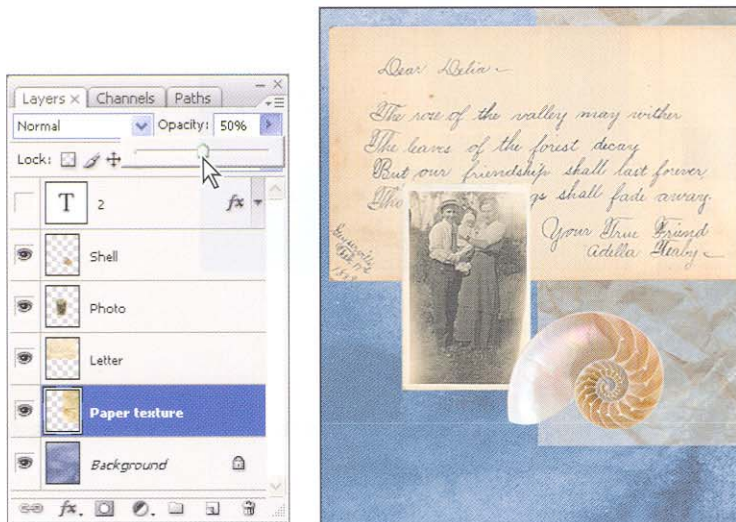 Layers × Channels Paths
Normal Opacity: 50%
Lock:
T 2 fx
Shell
Photo
Letter
Paper texture
Background
fx.
Dear Delia
The rose of the valley may wither
The leaves of the forest decay
But our friendship shall last forever
gs shall fade away.
Your True Friend
Adella